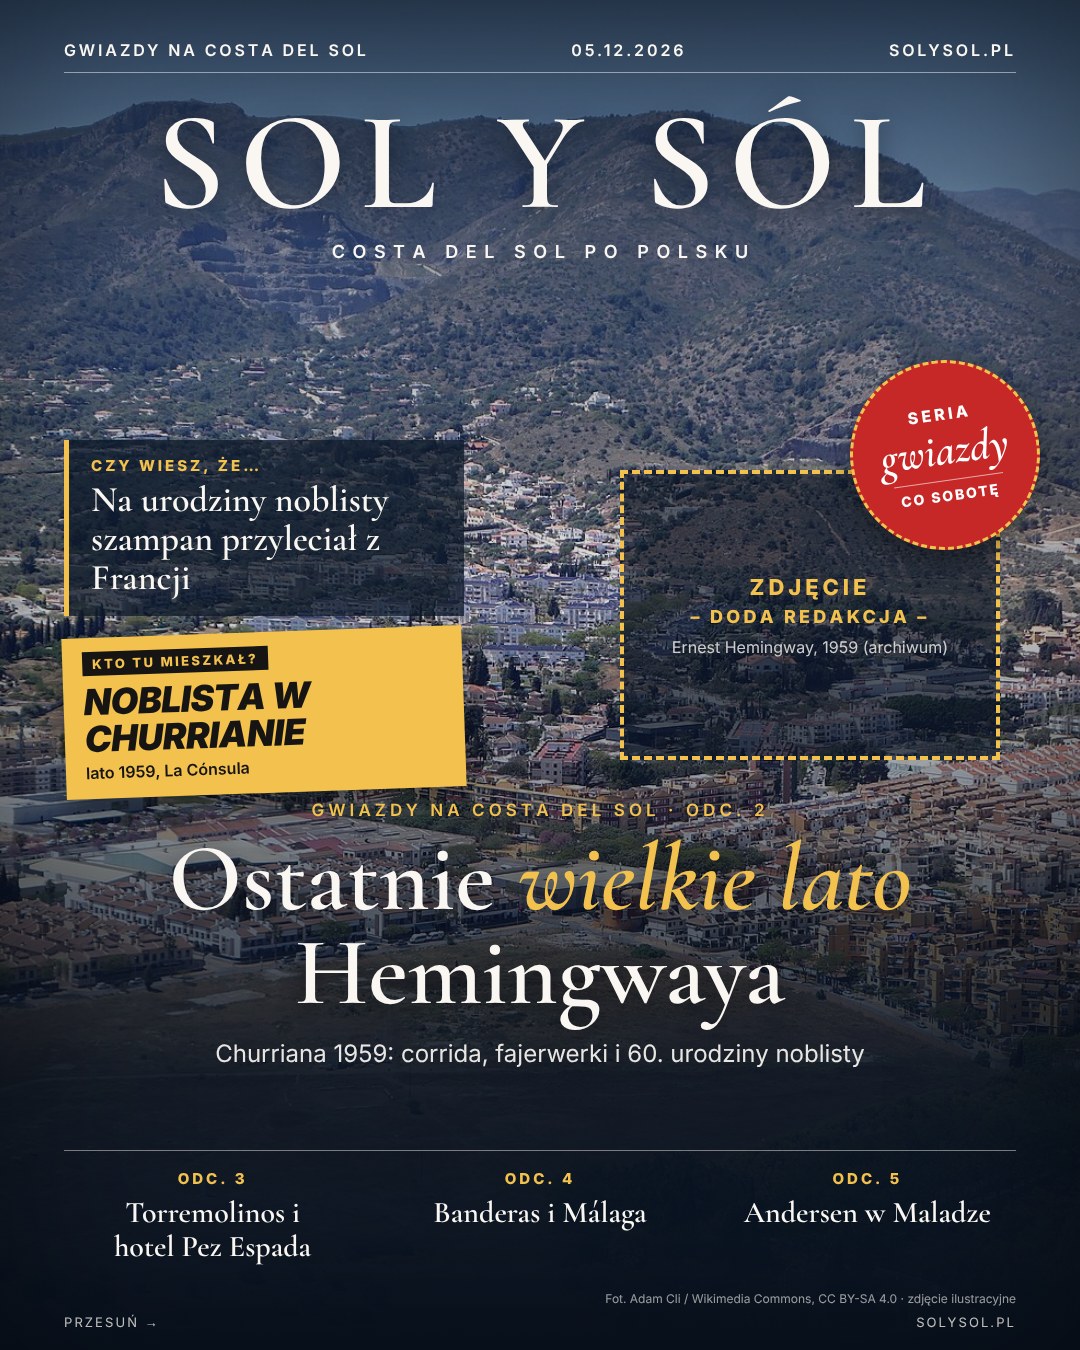 GWIAZDY NA COSTA DEL SOL
05.12.2026
SOLYSOL.PL
SOL Y SÓL
COSTA DEL SOL PO POLSKU
SERIA
gwiazdy
CO SOBOTĘ
CZY WIESZ, ŻE…
Na urodziny noblisty
szampan przyleciał z
Francji
ZDJĘCIE
– DODA REDAKCJA –
Ernest Hemingway, 1959 (archiwum)
KTO TU MIESZKAŁ?
NOBLISTA W
CHURRIANIE
lato 1959, La Cónsula
GWIAZDY NA COSTA DEL SOL · ODC. 2
Ostatnie wielkie lato
Hemingwaya
Churriana 1959: corrida, fajerwerki i 60. urodziny noblisty
ODC. 3
Torremolinos i
hotel Pez Espada
ODC. 4
Banderas i Málaga
ODC. 5
Andersen w Maladze
Fot. Adam Cli / Wikimedia Commons, CC BY-SA 4.0 · zdjęcie ilustracyjne
PRZESUŃ →
SOLYSOL.PL